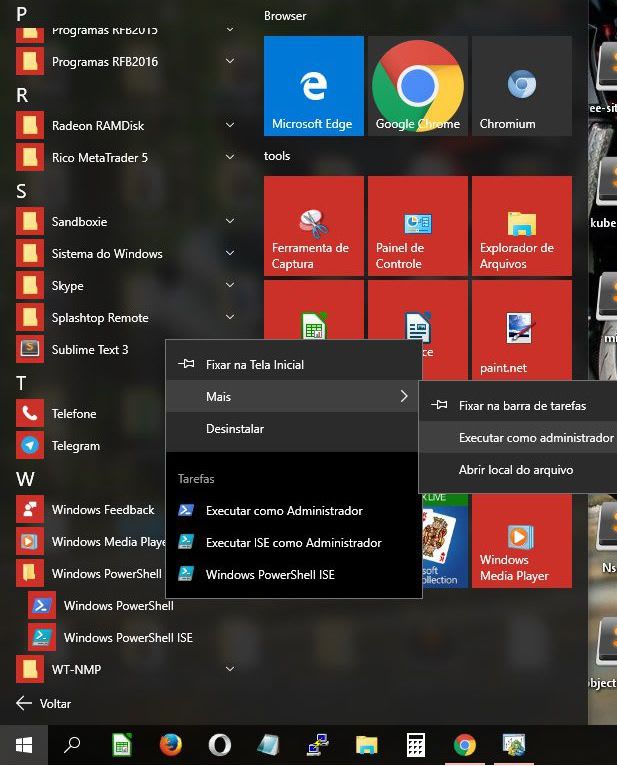 P
Programas RFB2015
Programas RFB2016
R
Radeon RAMDisk
Rico MetaTrader 5
S
Sandboxie
Sistema do Windows
Skype
Splashtop Remote
Sublime Text 3
T
Telefone
Telegram
W
Windows Feedback
Windows Media Playe
Windows PowerShell
Windows PowerShell
Windows PowerShell ISE
WT-NMP
Voltar
Browser
Microsoft Edge
Google Chrome
Chromium
tools
Ferramenta de
Captura
Painel de
Controle
Explorador de
Arquivos
paint.net
Fixar na Tela Inicial
Mais
Desinstalar
Tarefas
Executar como Administrador
Executar ISE como Administrador
Windows PowerShell ISE
Fixar na barra de tarefas
Executar como administrador
Abrir local do arquivo
LIVE
soft
ollection
Windows
Media Player
ee-sit
kube
mi
Ns
bject